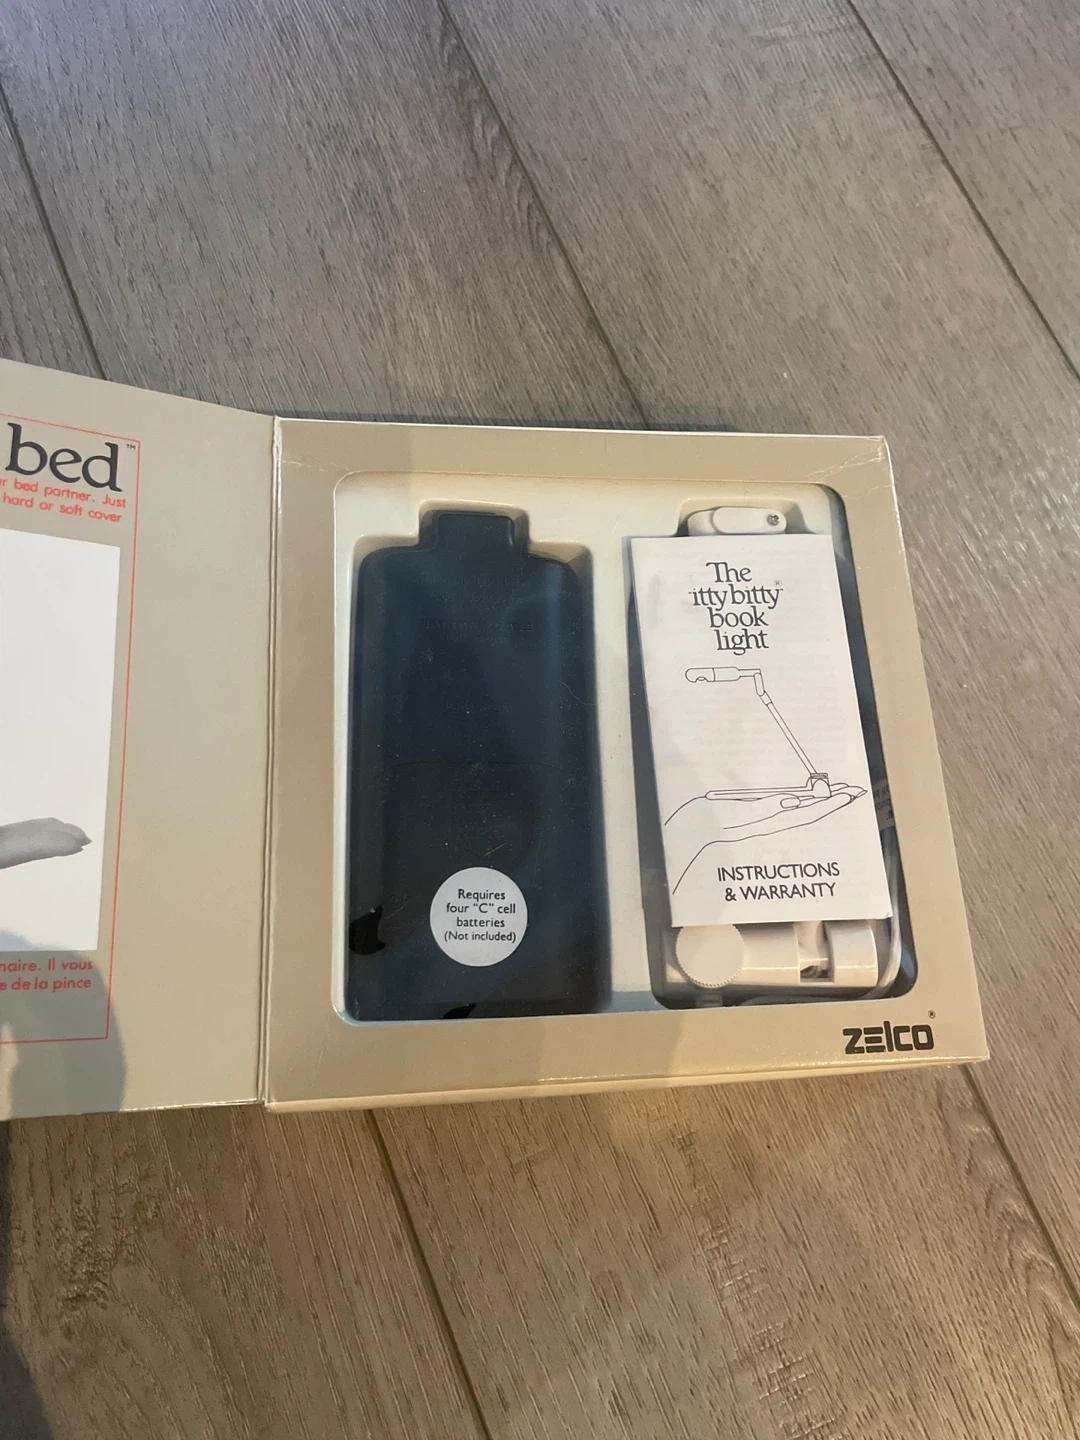 bed™
r bed partner. Just
hard or soft cover
naire. Il vous
e de la pince
Requires
four "C" cell
batteries
(Not included)
The
itty bitty®
book
light
INSTRUCTIONS
& WARRANTY
zelco®